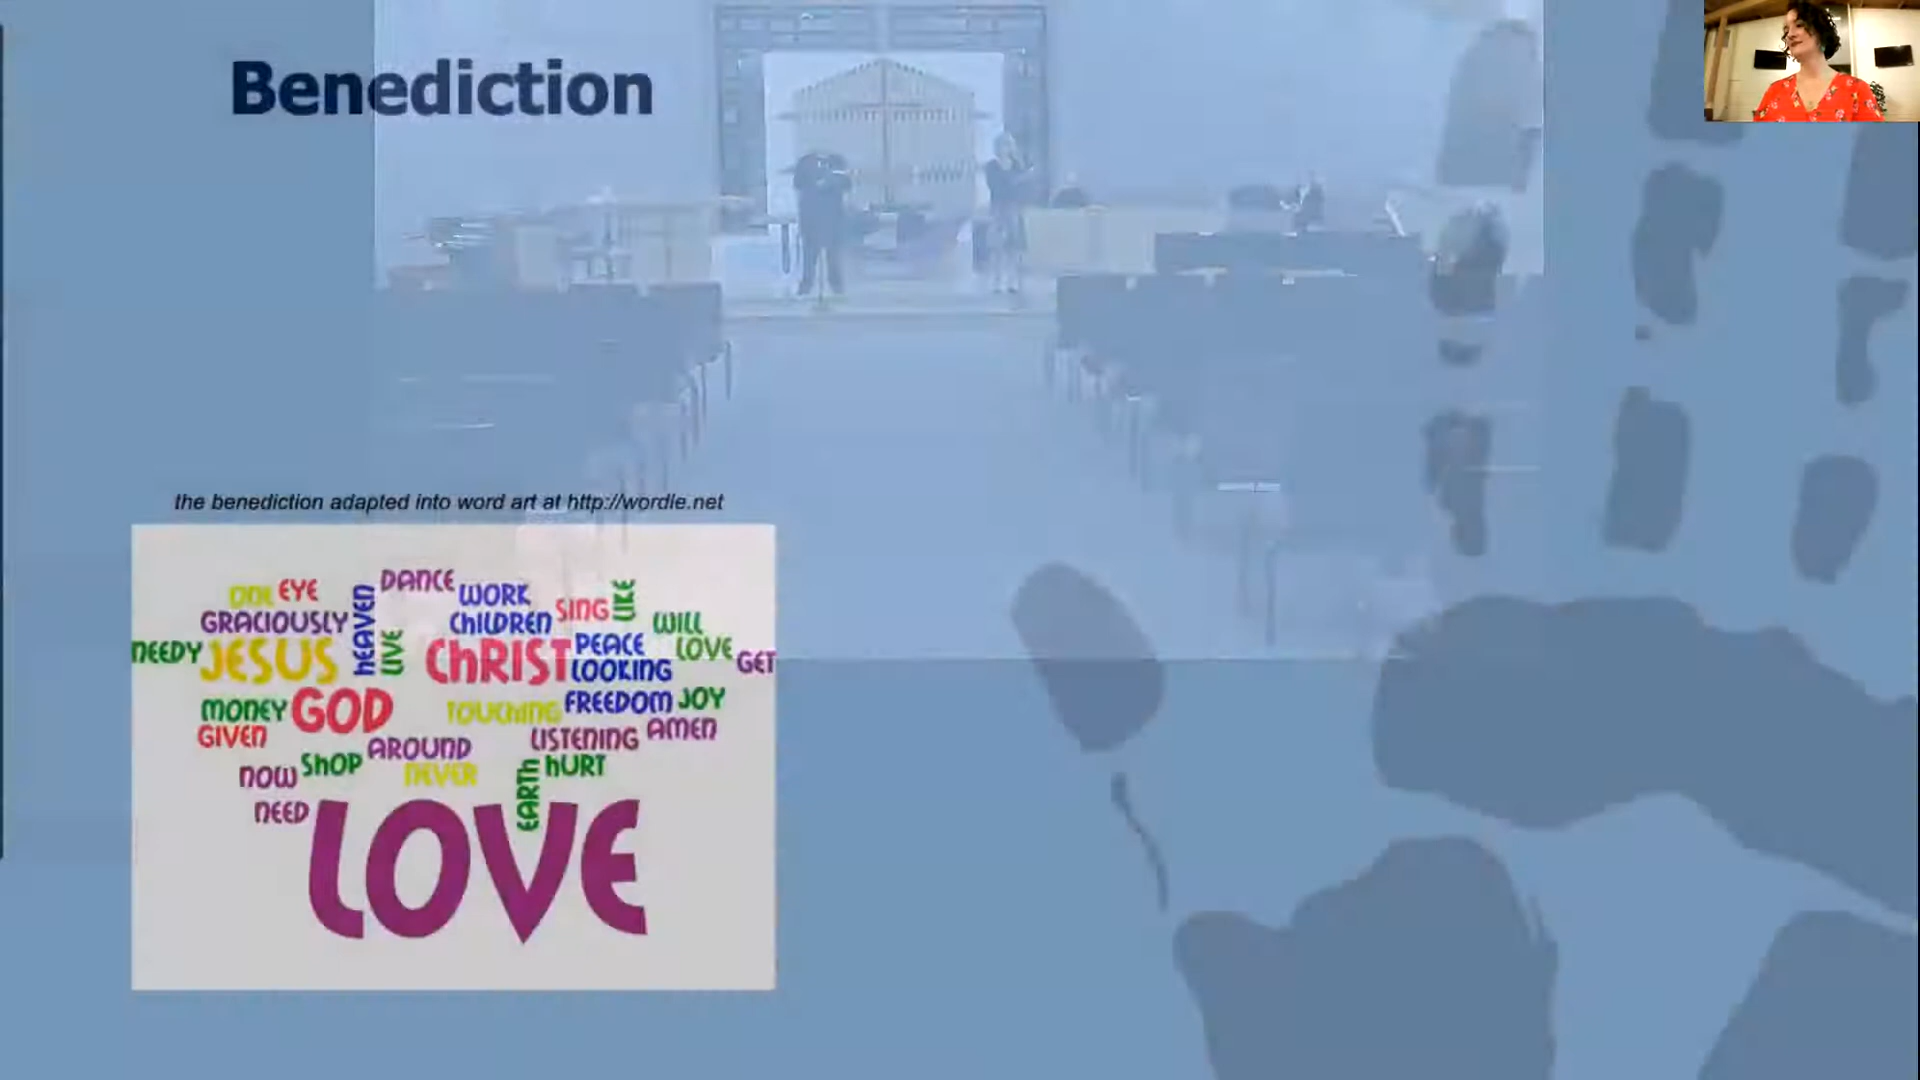 Benediction
the benediction adapted into word art at http://wordle.net
EYE
DANCE
WORK
SING
LIKE
GRACIOUSLY
HEAVEN
CHILDREN
WILL
NEEDY
JESUS
LIVE
CHRIST
PEACE
LOVE
GET
LOOKING
MONEY
GOD
TOUCHING
FREEDOM
JOY
GIVEN
AROUND
LISTENING
AMEN
NOW
SHOP
NEVER
EARTH
HURT
NEED
LOVE